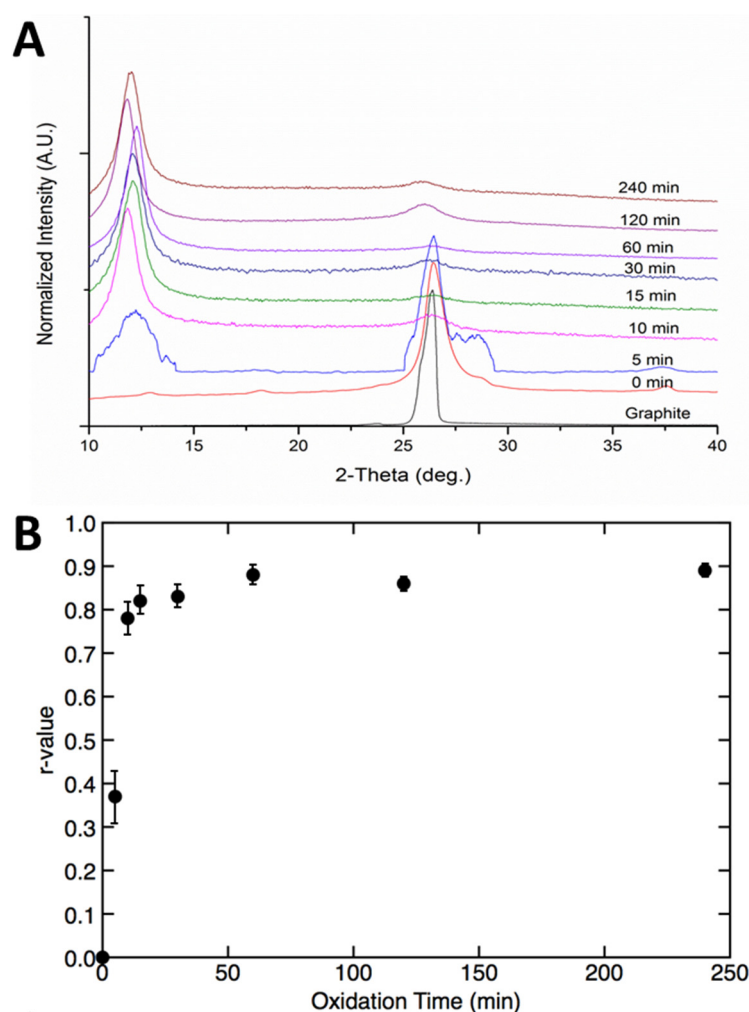 A
Normalized Intensity (A.U.)
240 min
120 min
60 min
30 min
15 min
10 min
5 min
0 min
Graphite
10 15 20 25 30 35 40
2-Theta (deg.)
B
1.0
0.9
0.8
0.7
0.6
0.5
0.4
0.3
0.2
0.1
0.0
r-value
0 50 100 150 200 250
Oxidation Time (min)